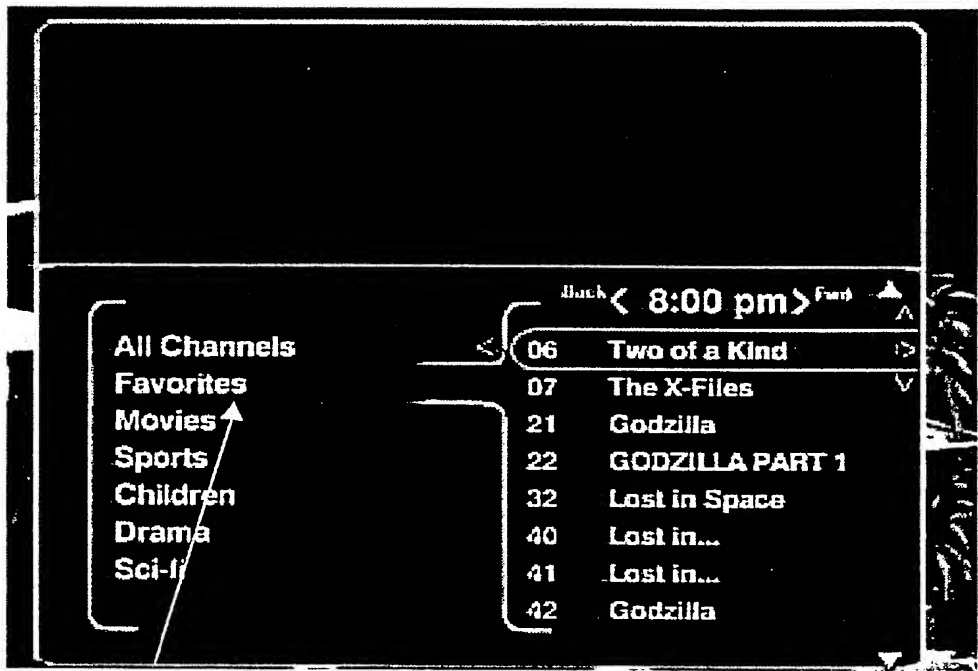 Back < 8:00 pm > Fwd
All Channels
Favorites
Movies
Sports
Children
Drama
Sci-fi
06 Two of a Kind
07 The X-Files
21 Godzilla
22 GODZILLA PART 1
32 Lost in Space
40 Lost in...
41 Lost in...
42 Godzilla